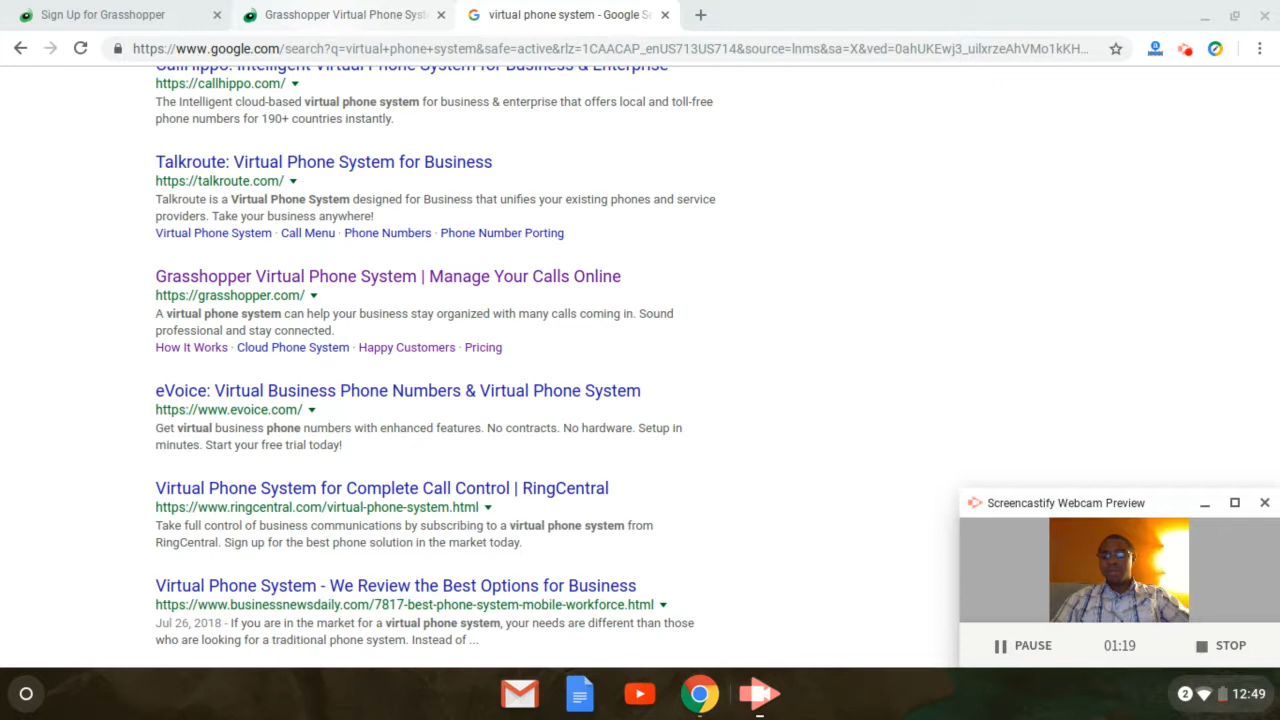 Sign Up for Grasshopper
Grasshopper Virtual Phone Syst
virtual phone system - Google Se
https://www.google.com/search?q=virtual+phone+system&safe=active&rlz=1CAACAP_enUS713US714&source=lnms&sa=X&ved=0ahUKEwj3_uilxrzeAhVMo1kKH...
CallHippo: Intelligent Virtual Phone System for Business & Enterprise
https://callhippo.com/
The Intelligent cloud-based virtual phone system for business & enterprise that offers local and toll-free
phone numbers for 190+ countries instantly.
Talkroute: Virtual Phone System for Business
https://talkroute.com/
Talkroute is a Virtual Phone System designed for Business that unifies your existing phones and service
providers. Take your business anywhere!
Virtual Phone System · Call Menu · Phone Numbers · Phone Number Porting
Grasshopper Virtual Phone System | Manage Your Calls Online
https://grasshopper.com/
A virtual phone system can help your business stay organized with many calls coming in. Sound
professional and stay connected.
How It Works · Cloud Phone System · Happy Customers · Pricing
eVoice: Virtual Business Phone Numbers & Virtual Phone System
https://www.evoice.com/
Get virtual business phone numbers with enhanced features. No contracts. No hardware. Setup in
minutes. Start your free trial today!
Virtual Phone System for Complete Call Control | RingCentral
https://www.ringcentral.com/virtual-phone-system.html
Take full control of business communications by subscribing to a virtual phone system from
RingCentral. Sign up for the best phone solution in the market today.
Virtual Phone System - We Review the Best Options for Business
https://www.businessnewsdaily.com/7817-best-phone-system-mobile-workforce.html
Jul 26, 2018 - If you are in the market for a virtual phone system, your needs are different than those
who are looking for a traditional phone system. Instead of ...
Screencastify Webcam Preview
PAUSE 01:19 STOP
2 12:49